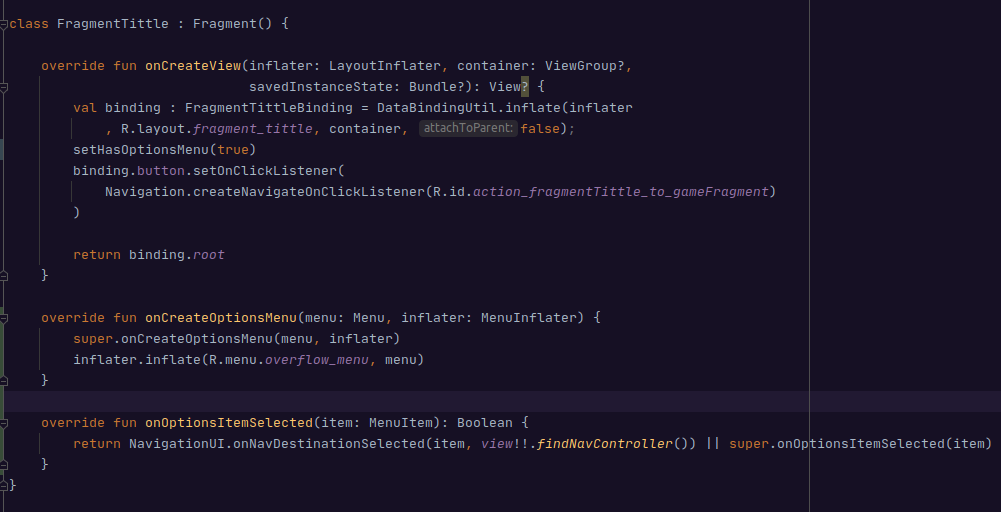 class FragmentTittle : Fragment() {
override fun onCreateView(inflater: LayoutInflater, container: ViewGroup?,
savedInstanceState: Bundle?): View? {
val binding : FragmentTittleBinding = DataBindingUtil.inflate(inflater
, R.layout.fragment_tittle, container, attachToParent: false);
setHasOptionsMenu(true)
binding.button.setOnClickListener(
Navigation.createNavigateOnClickListener(R.id.action_fragmentTittle_to_gameFragment)
)
return binding.root
}
override fun onCreateOptionsMenu(menu: Menu, inflater: MenuInflater) {
super.onCreateOptionsMenu(menu, inflater)
inflater.inflate(R.menu.overflow_menu, menu)
}
override fun onOptionsItemSelected(item: MenuItem): Boolean {
return NavigationUI.onNavDestinationSelected(item, view!!.findNavController()) || super.onOptionsItemSelected(item)
}
}